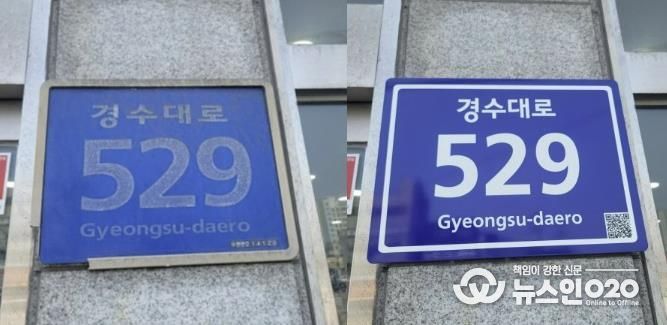 경수대로
529
Gyeongsu-daero
경수대로
529
Gyeongsu-daero
책임이 강한 신문
뉴스인020
Online to Offline